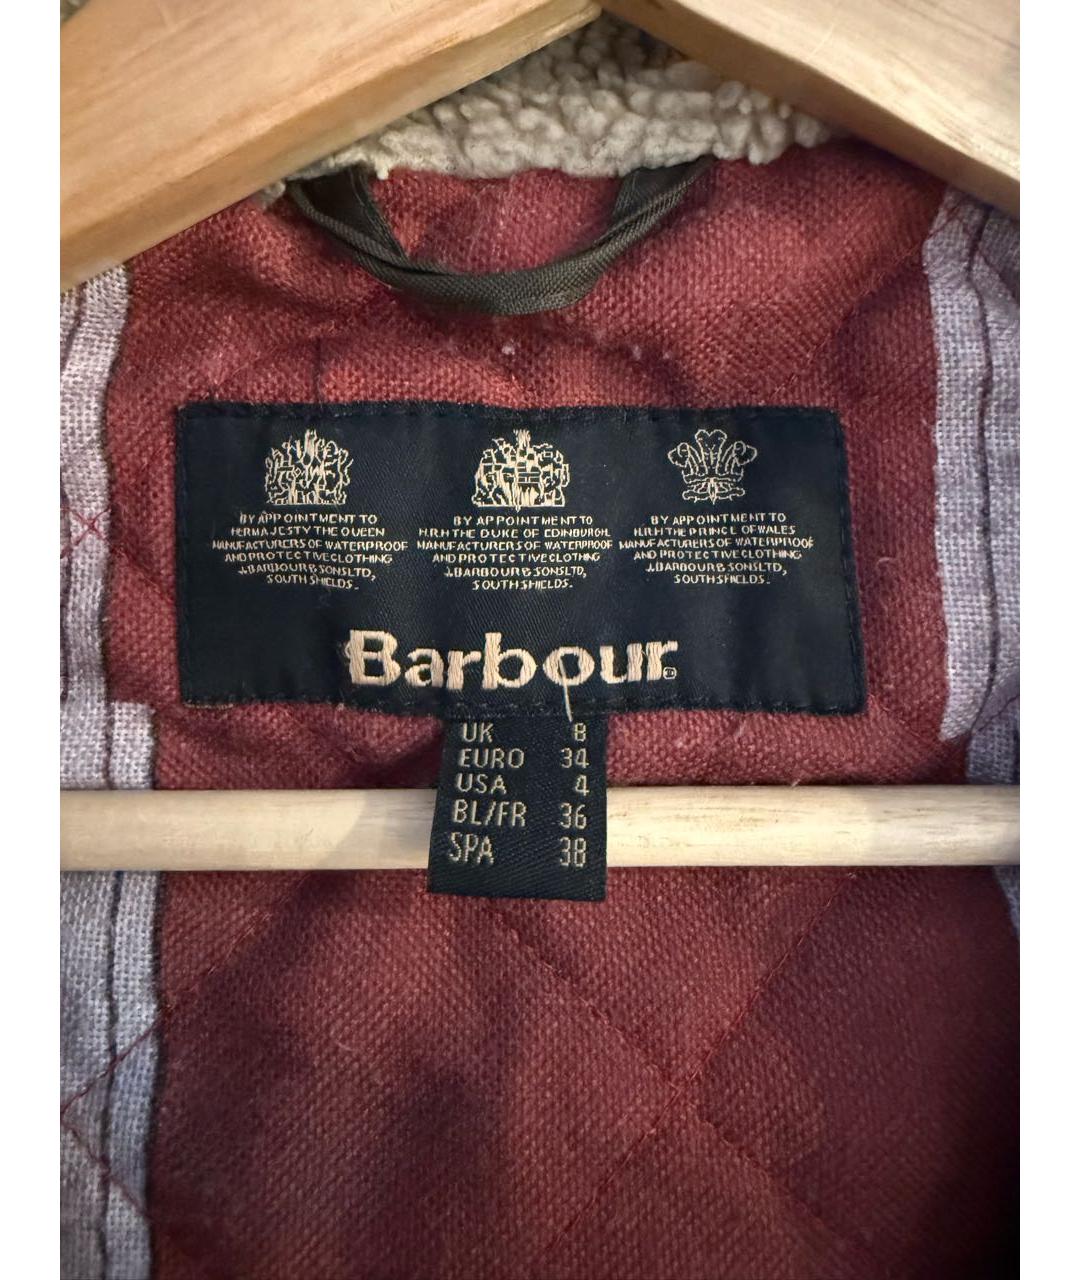 BY APPOINTMENT TO
HER MAJESTY THE QUEEN
MANUFACTURERS OF WATERPROOF
AND PROTECTIVE CLOTHING
J.BARBOUR & SONS LTD,
SOUTH SHIELDS.
BY APPOINTMENT TO
H.R.H THE DUKE OF EDINBURGH
MANUFACTURERS OF WATERPROOF
AND PROTECTIVE CLOTHING
J.BARBOUR & SONS LTD,
SOUTH SHIELDS.
BY APPOINTMENT TO
H.R.H THE PRINCE OF WALES
MANUFACTURERS OF WATERPROOF
AND PROTECTIVE CLOTHING
J.BARBOUR & SONS LTD,
SOUTH SHIELDS.
Barbour®
UK 8
EURO 34
USA 4
BL/FR 36
SPA 38